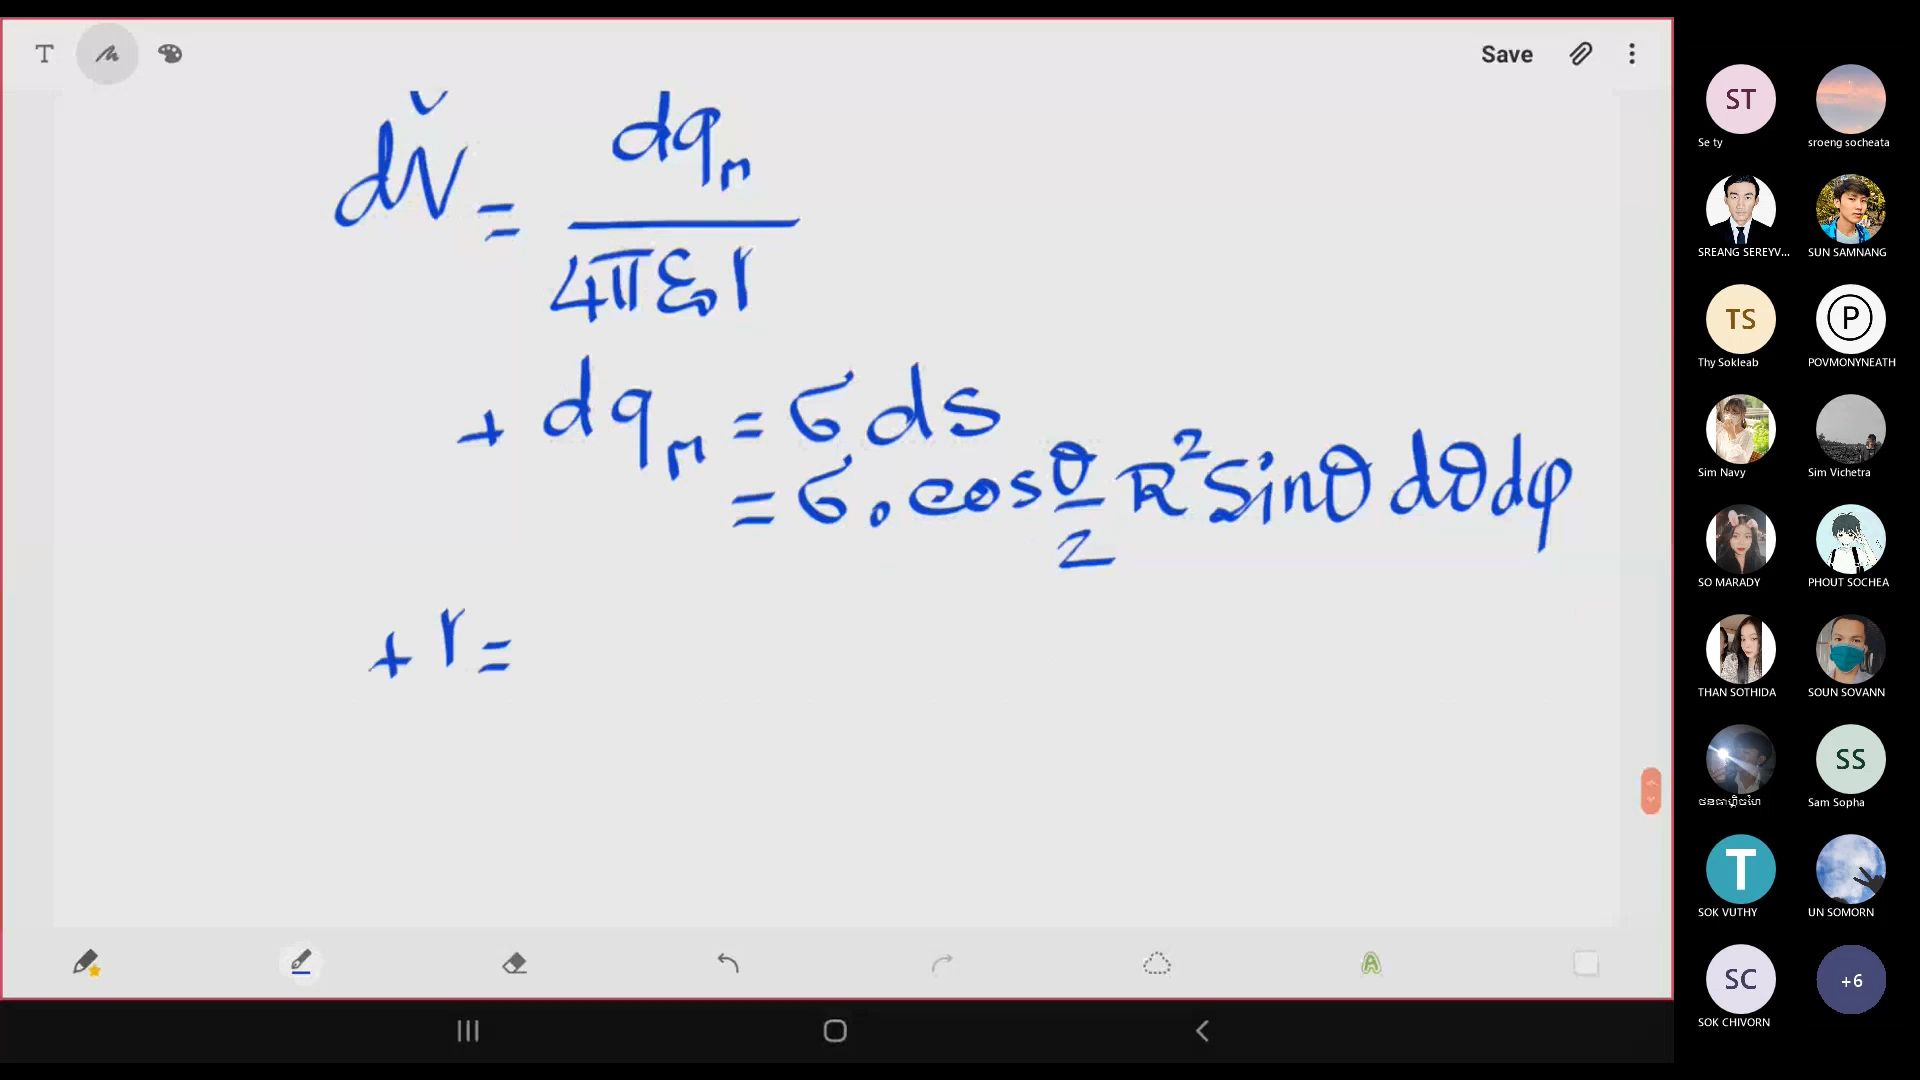 T
Save
dV = dq_M
4πε₀r
+ dq_M = σ ds
= σ₀ cos θ/2 R² Sinθ dθ dφ
+ r =
A
ST
Se ty
sroeng socheata
SREANG SEREYV...
SUN SAMNANG
TS
Thy Sokleab
P
POVMONYNEATH
Sim Navy
Sim Vichetra
SO MARADY
PHOUT SOCHEA
THAN SOTHIDA
SOUN SOVANN
SS
Sam Sopha
T
SOK VUTHY
UN SOMORN
SC
SOK CHIVORN
+6